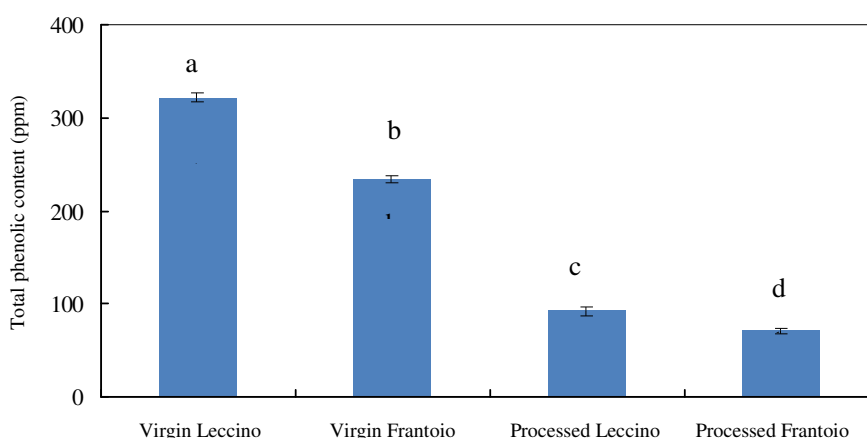 Total phenolic content (ppm)
400
300
200
100
0
a
b
c
d
Virgin Leccino
Virgin Frantoio
Processed Leccino
Processed Frantoio